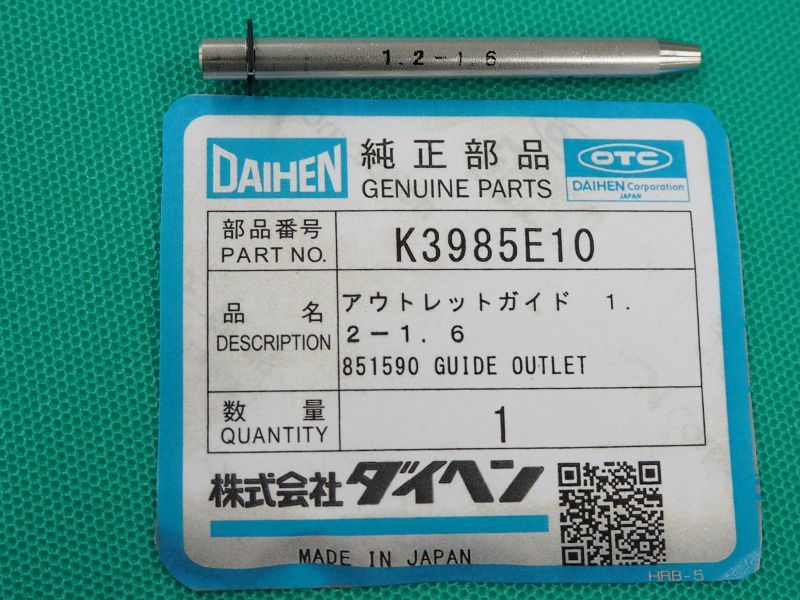 1.2-1.6
DAIHEN
純正部品
GENUINE PARTS
OTC
DAIHEN Corporation
JAPAN
部品番号
PART NO.
K3985E10
品 名
DESCRIPTION
アウトレットガイド 1.
2-1.6
851590 GUIDE OUTLET
数 量
QUANTITY
1
株式会社ダイヘン
MADE IN JAPAN
HRB-5